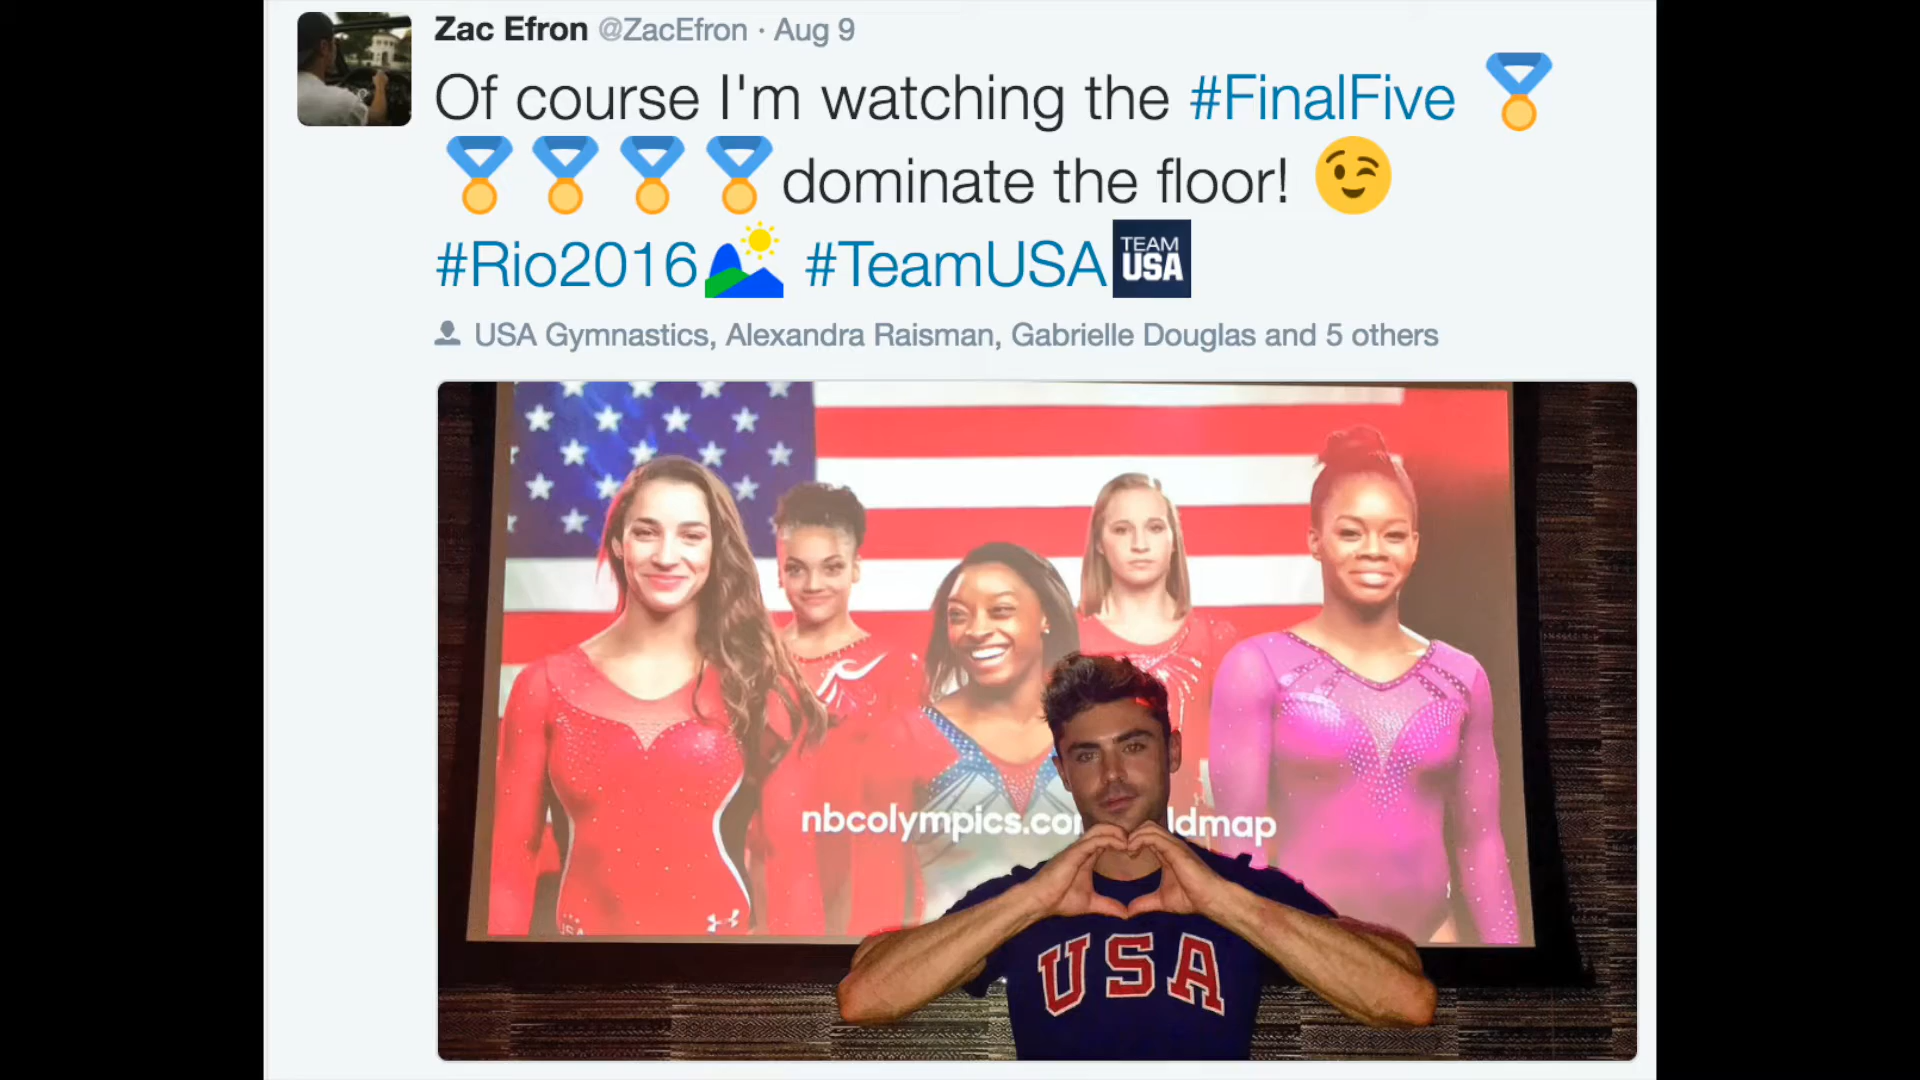 Zac Efron @ZacEfron · Aug 9
Of course I'm watching the #FinalFive
dominate the floor!
#Rio2016 #TeamUSA TEAM USA
USA Gymnastics, Alexandra Raisman, Gabrielle Douglas and 5 others
nbcolympics.co ldmap
USA